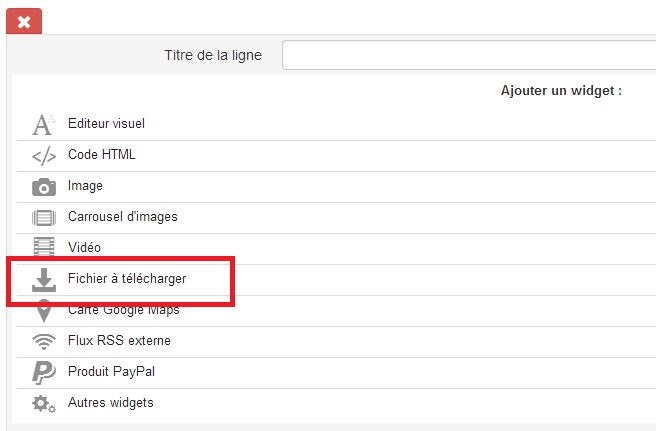 Titre de la ligne
Ajouter un widget :
Editeur visuel
Code HTML
Image
Carrousel d'images
Vidéo
Fichier à télécharger
Carte Google Maps
Flux RSS externe
Produit PayPal
Autres widgets